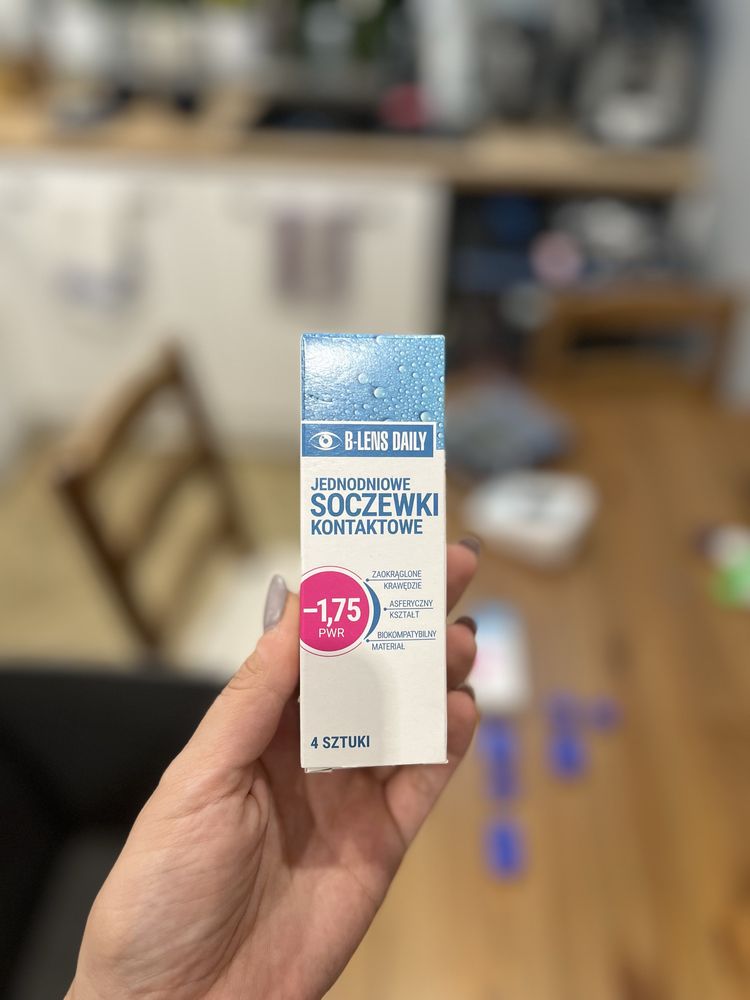 B-LENS DAILY
JEDNODNIOWE
SOCZEWKI
KONTAKTOWE
ZAOKRĄGLONE
KRAWĘDZIE
–1,75
PWR
ASFERYCZNY
KSZTAŁT
BIOKOMPATYBILNY
MATERIAŁ
4 SZTUKI